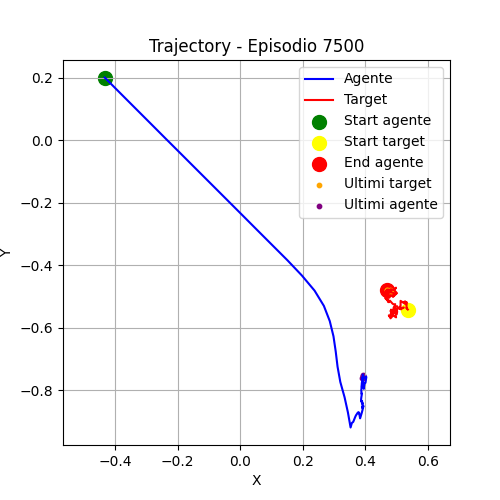 Trajectory - Episodio 7500
Agente
Target
Start agente
Start target
End agente
Ultimi target
Ultimi agente
0.2
0.0
−0.2
−0.4
−0.6
−0.8
Y
−0.4
−0.2
0.0
0.2
0.4
0.6
X